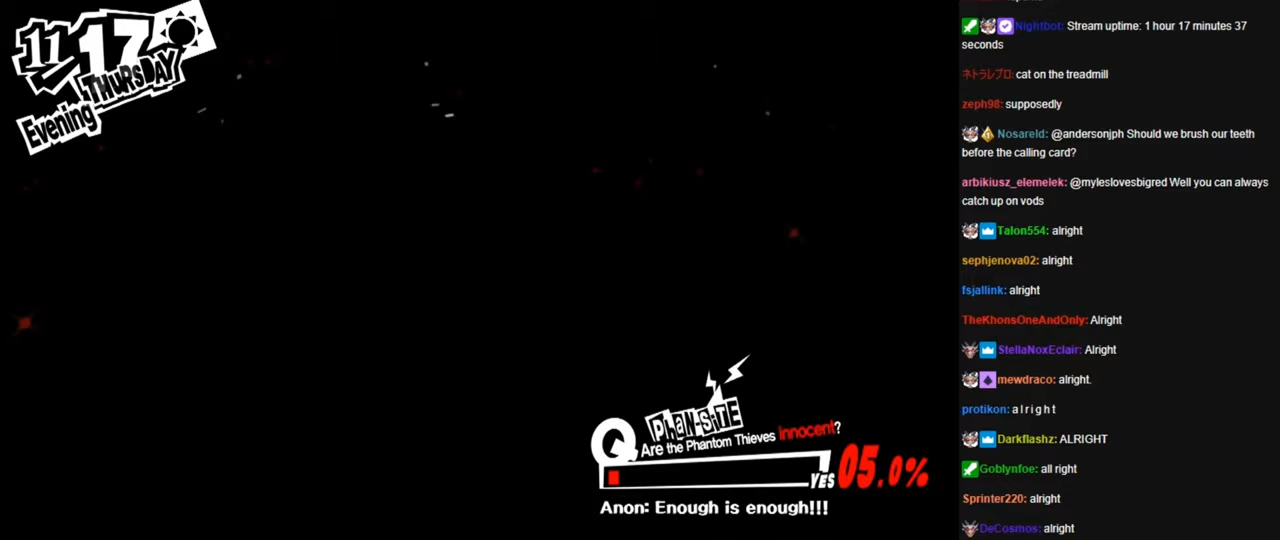 11 17
THURSDAY
Evening
PHAN-SITE
Q Are the Phantom Thieves innocent?
YES 05.0%
Anon: Enough is enough!!!
Nightbot: Stream uptime: 1 hour 17 minutes 37
seconds
ネトラレプロ: cat on the treadmill
zeph98: supposedly
Nosareld: @andersonjph Should we brush our teeth
before the calling card?
arbikiusz_elemelek: @myleslovesbigred Well you can always
catch up on vods
Talon554: alright
sephjenova02: alright
fsjallink: alright
TheKhonsOneAndOnly: Alright
StellaNoxEclair: Alright
mewdraco: alright.
protikon: a l r i g h t
Darkflashz: ALRIGHT
Goblynfoe: all right
Sprinter220: alright
DeCosmos: alright